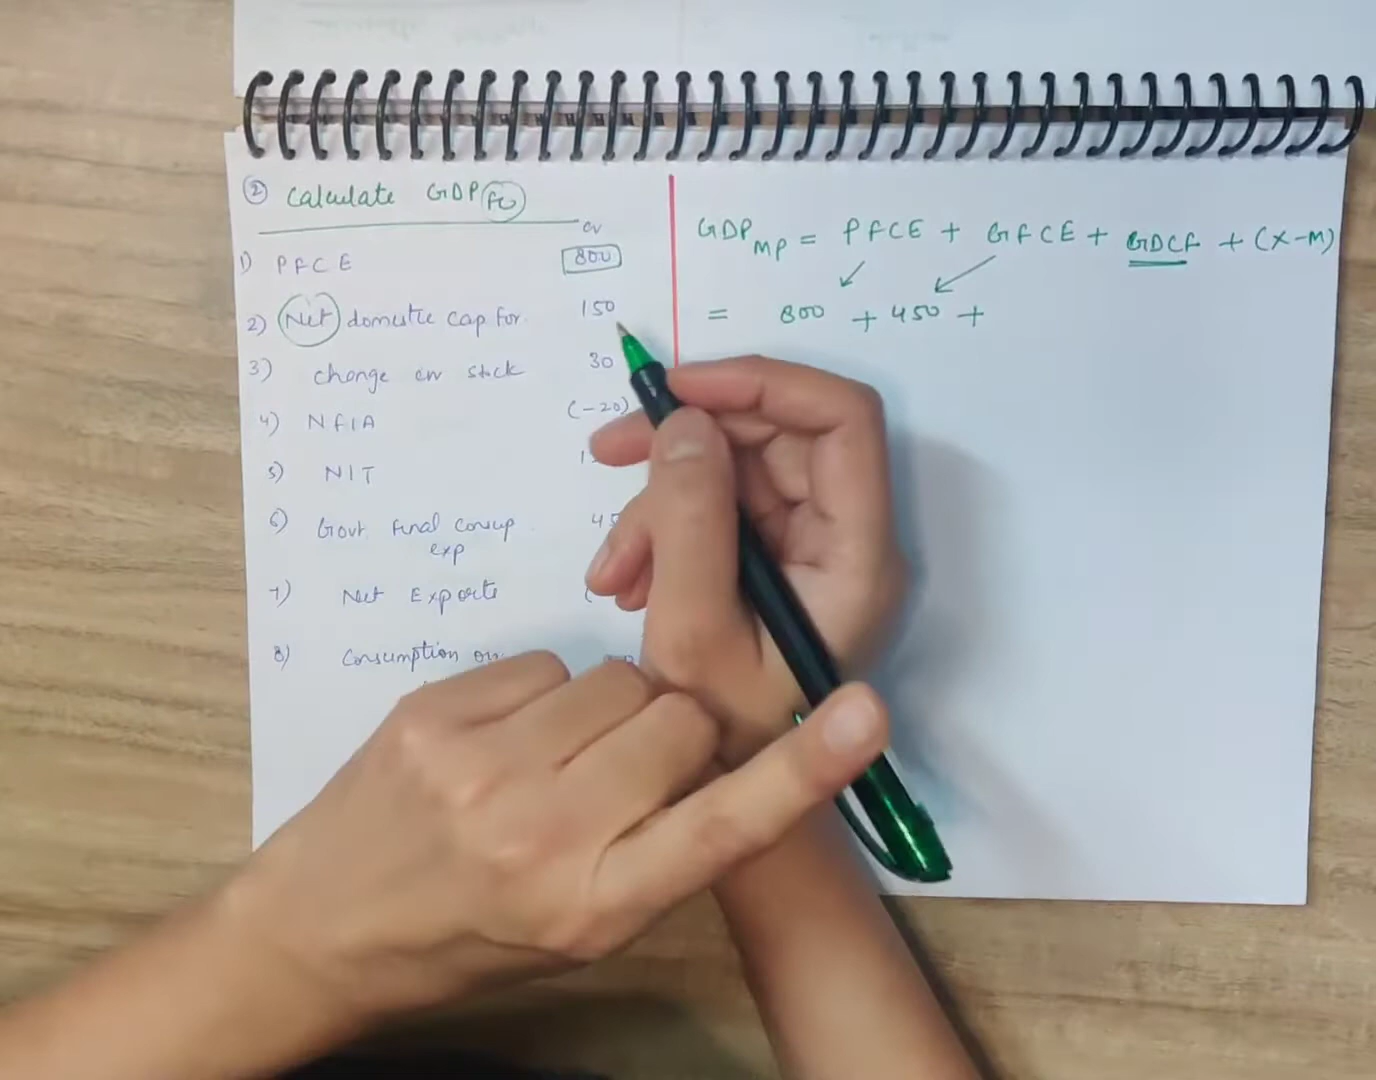 ② Calculate GDP fc
cr
1) PFCE 800
2) Net domestic cap for. 150
3) change in stock 30
4) NFIA (-20)
5) NIT
6) Govt final consup
exp
7) Net Exports
8) Consumption
GDP MP = PFCE + GFCE + GDCF + (X-M)
= 800 + 450 +